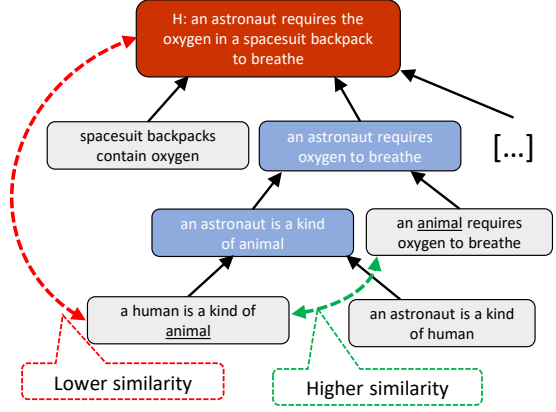 H: an astronaut requires the
oxygen in a spacesuit backpack
to breathe
spacesuit backpacks
contain oxygen
an astronaut requires
oxygen to breathe
[...]
an astronaut is a kind
of animal
an animal requires
oxygen to breathe
a human is a kind of
animal
an astronaut is a kind
of human
Lower similarity
Higher similarity